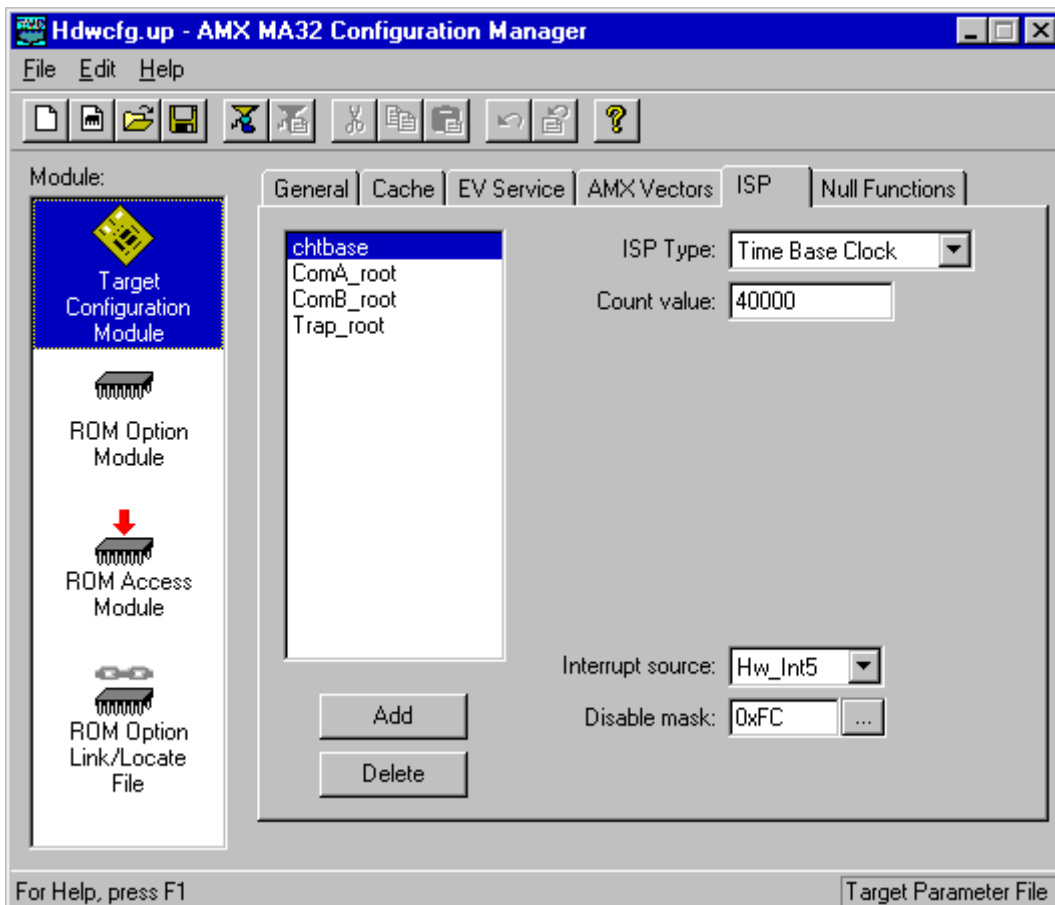 Hdwcfg.up - AMX MA32 Configuration Manager
File Edit Help
Module:
Target
Configuration
Module
ROM Option
Module
ROM Access
Module
ROM Option
Link/Locate
File
General Cache EV Service AMX Vectors ISP Null Functions
chtbase
ComA_root
ComB_root
Trap_root
ISP Type: Time Base Clock
Count value: 40000
Interrupt source: Hw_Int5
Disable mask: 0xFC ...
Add
Delete
For Help, press F1
Target Parameter File